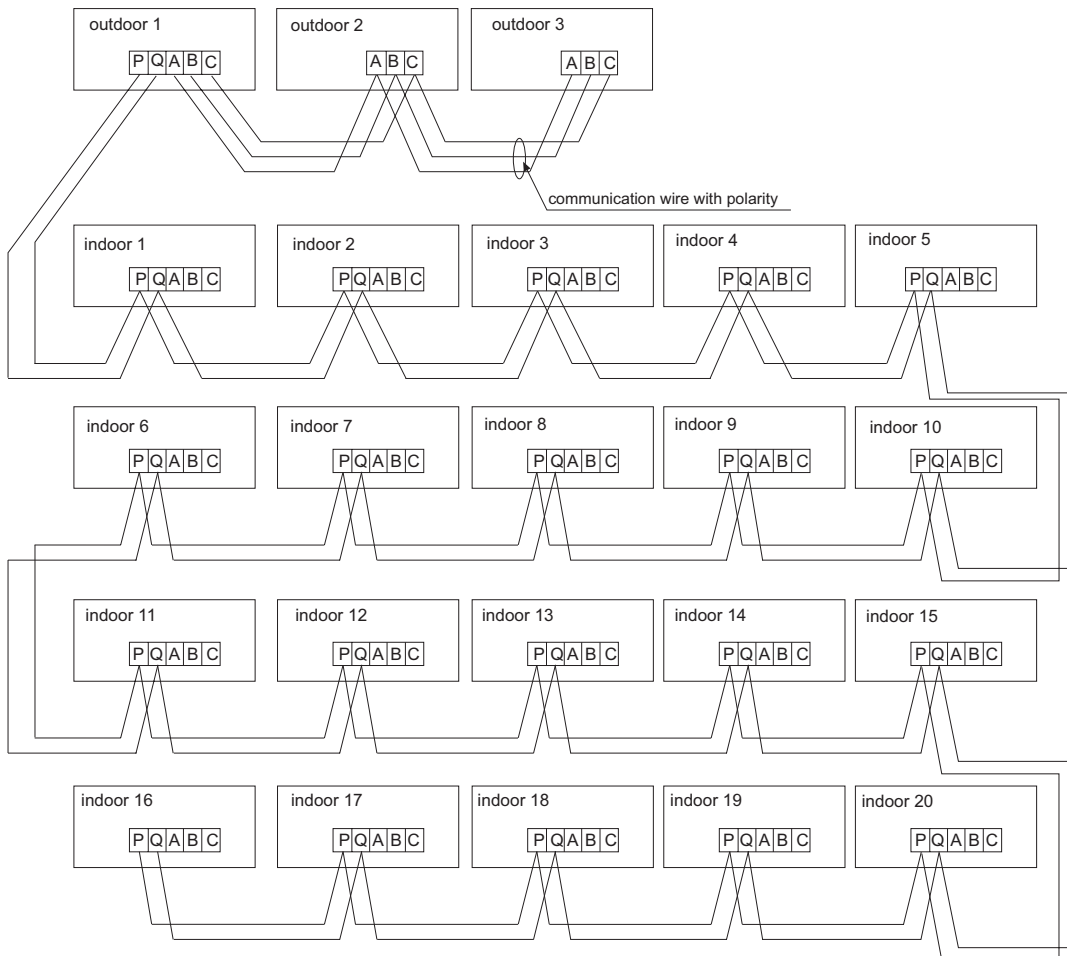 outdoor 1 outdoor 2 outdoor 3
P Q A B C A B C A B C
communication wire with polarity
indoor 1 indoor 2 indoor 3 indoor 4 indoor 5
P Q A B C P Q A B C P Q A B C P Q A B C P Q A B C
indoor 6 indoor 7 indoor 8 indoor 9 indoor 10
P Q A B C P Q A B C P Q A B C P Q A B C P Q A B C
indoor 11 indoor 12 indoor 13 indoor 14 indoor 15
P Q A B C P Q A B C P Q A B C P Q A B C P Q A B C
indoor 16 indoor 17 indoor 18 indoor 19 indoor 20
P Q A B C P Q A B C P Q A B C P Q A B C P Q A B C